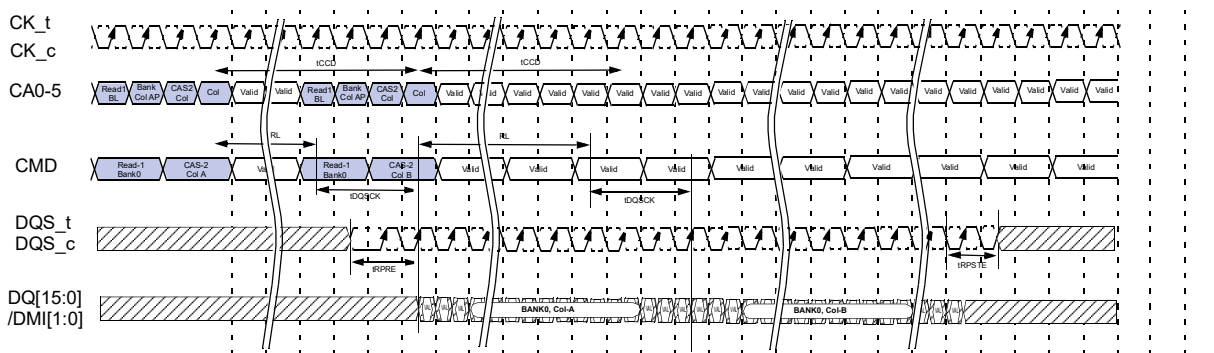 CK_t
CK_c
tCCD tCCD
CA0-5 Read1 BL Bank Col AP CAS2 Col Col Valid Valid Read1 BL Bank Col AP CAS2 Col Col Valid Valid Valid Valid Valid Valid Valid Valid Valid Valid Valid Valid Valid Valid Valid Valid Valid Valid Valid
RL RL
CMD Read-1 Bank0 CAS-2 Col A Valid Read-1 Bank0 CAS-2 Col B Valid Valid Valid Valid Valid Valid Valid Valid Valid Valid
tDQSCK tDQSCK
DQS_t
DQS_c
tRPRE tRPSTE
DQ[15:0]
/DMI[1:0] BANK0, Col-A BANK0, Col-B